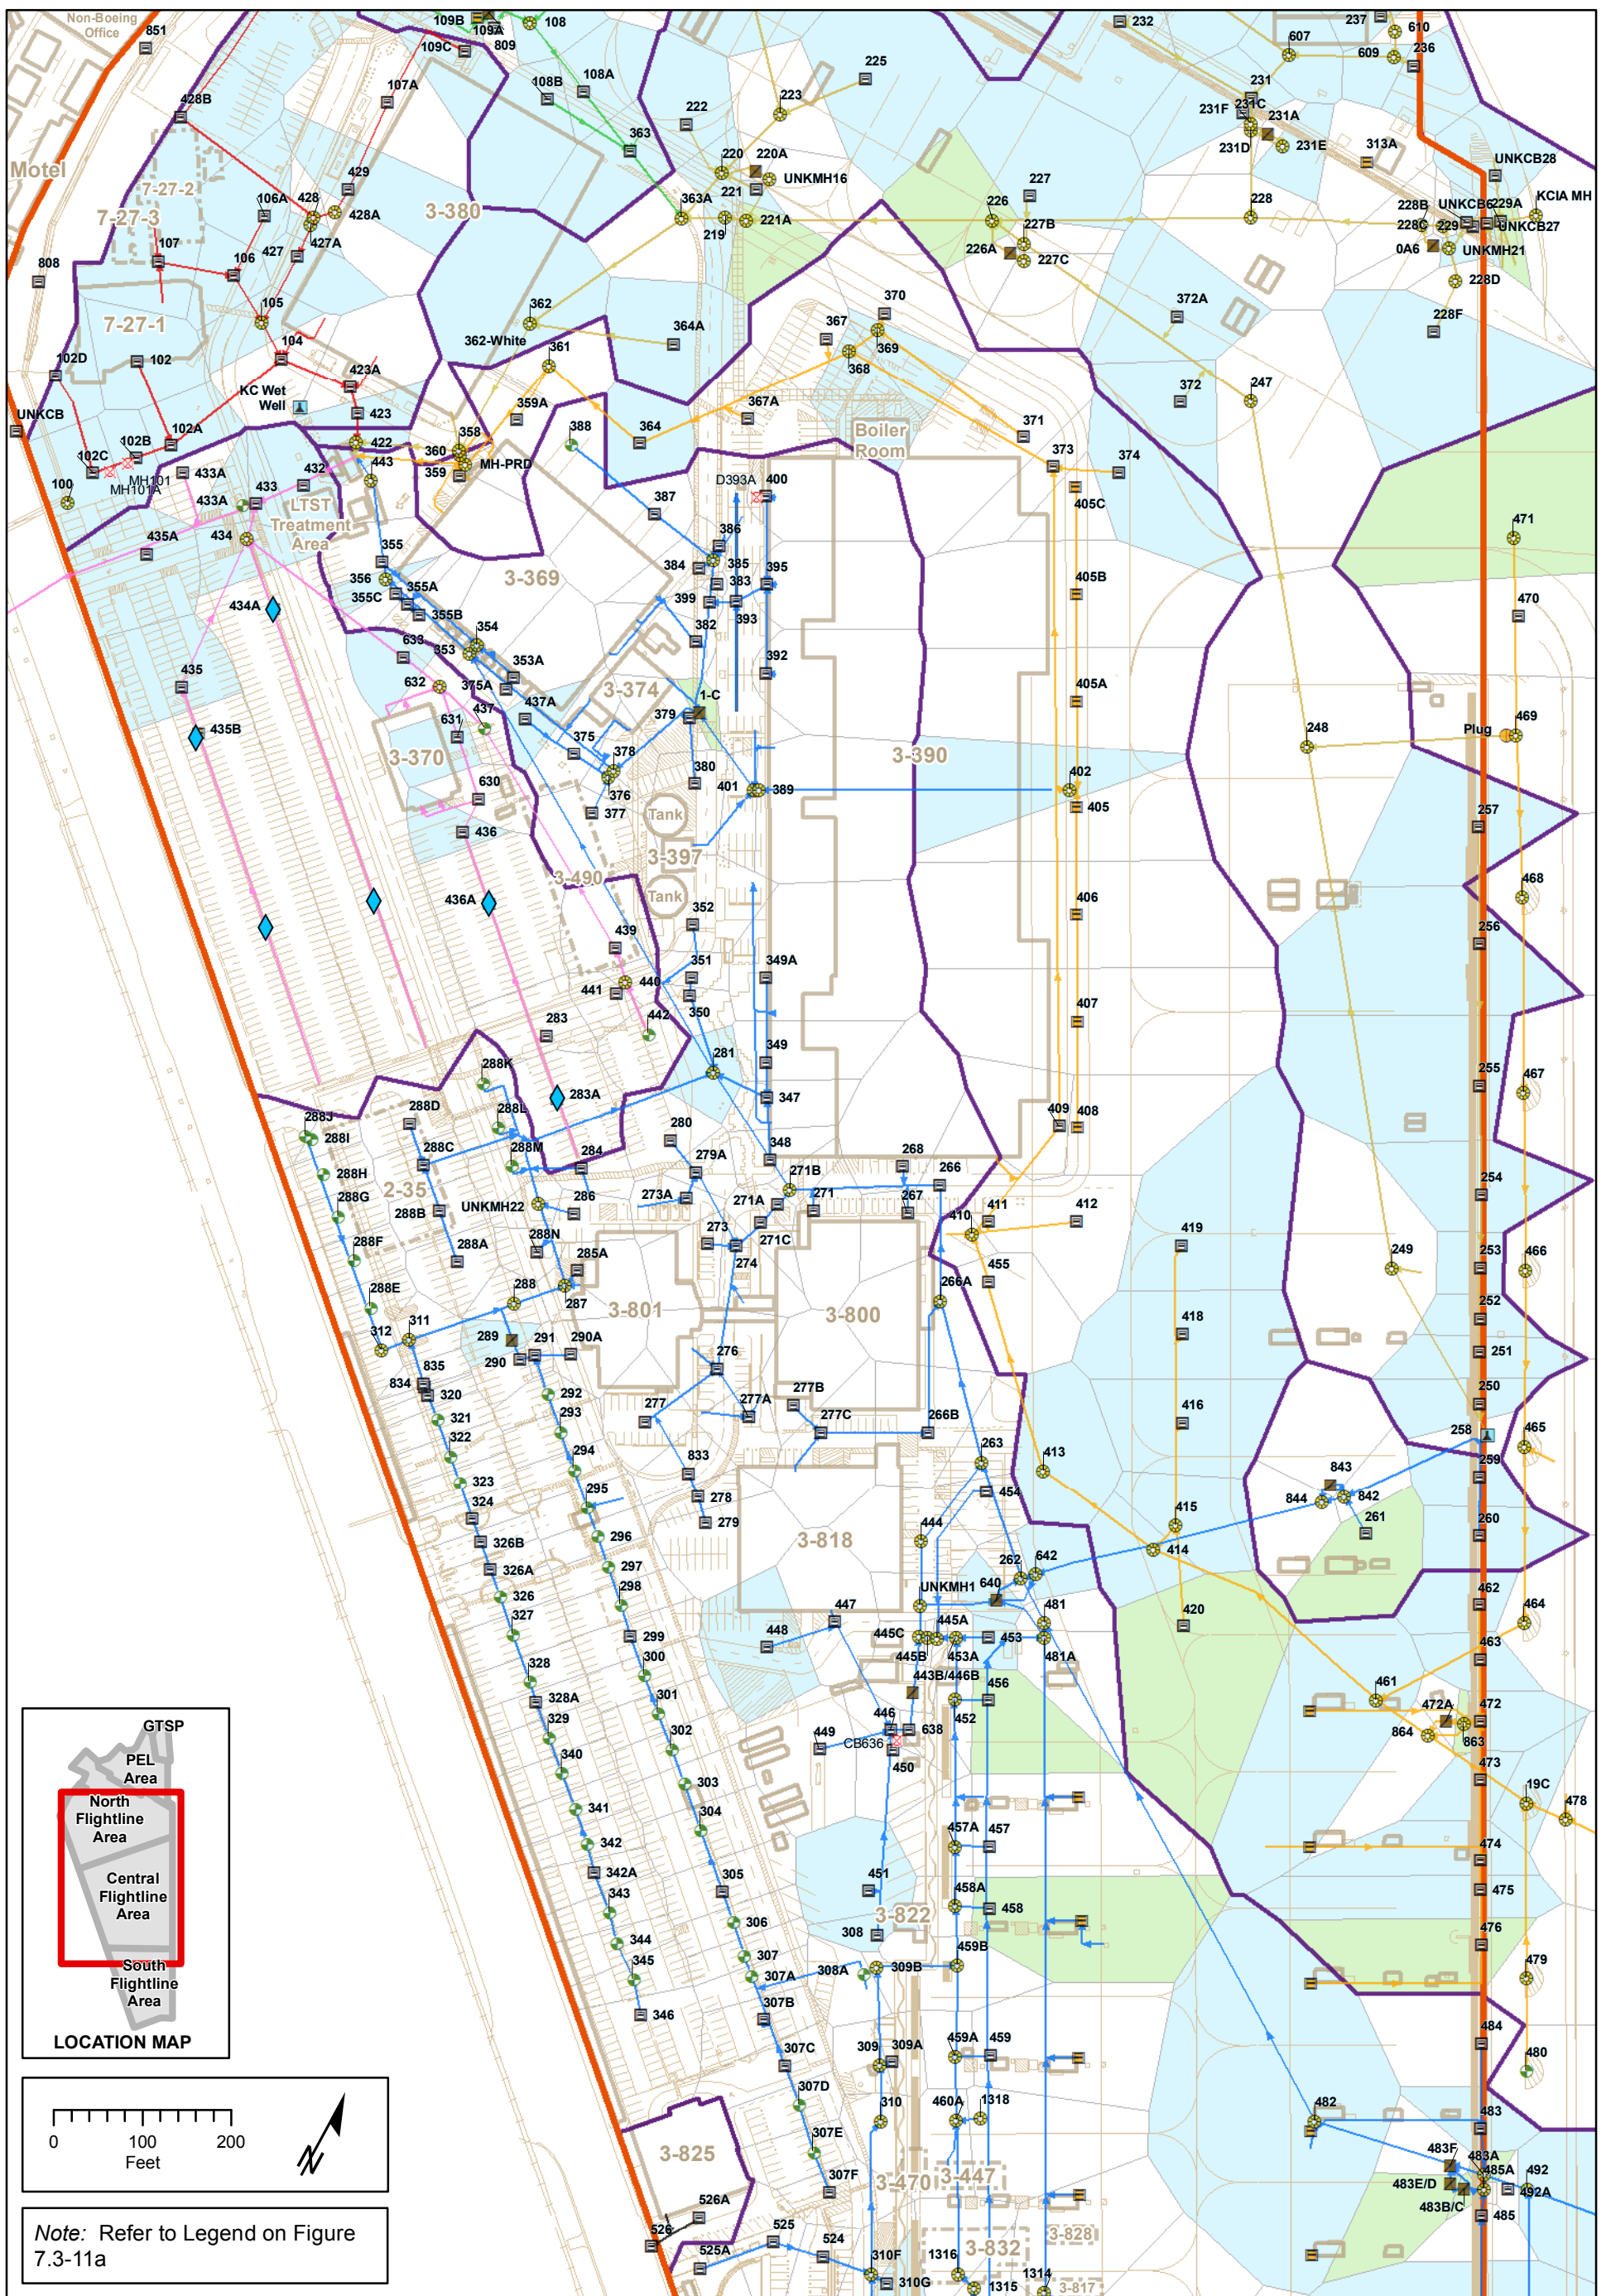 Non-Boeing
Office
851
109B
109A
809
108
109C
232
237
610
607
609
236
428B
107A
108B
108A
225
222
223
363
231
231C
231F
231A
231D
231E
313A
UNKCB28
Motel
7-27-2
7-27-3
429
106A
428
428A
3-380
220
220A
221
UNKMH16
363A
219
221A
226
227
227B
226A
227C
228
228B
UNKCB6
229A
KCIA MH
228C
229
UNKCB27
0A6
UNKMH21
228D
107
106
427A
427
808
105
7-27-1
362
362-White
364A
367
370
369
368
372A
228F
104
102D
102
361
423A
KC Wet
Well
359A
367A
372
247
UNKCB
423
364
371
Boiler
Room
102B
102A
422
358
360
388
373
374
102C
MH101
MH101A
433A
432
443
359
MH-PRD
D393A
400
405C
100
433A
433
LTST
Treatment
Area
387
471
435A
434
355
386
384
385
395
3-369
356
355A
355C
383
405B
434A
355B
399
393
470
633
353
354
382
392
435
632
353A
375A
3-374
1-C
405A
437
437A
379
435B
631
3-370
375
378
3-390
248
Plug
469
380
401
389
402
630
376
377
405
257
436
Tank
3-397
3-490
Tank
468
436A
352
406
256
439
351
349A
440
441
350
407
442
283
281
349
255
467
288K
283A
347
288J
288I
288D
288L
280
409
408
288C
288M
284
279A
348
268
266
288H
2-35
271B
254
288G
288B
UNKMH22
286
273A
271A
271
267
411
412
410
288F
288A
288N
273
271C
419
285A
274
249
253
466
288E
288
287
3-801
3-800
266A
455
252
312
311
289
291
290A
418
290
276
251
835
834
320
292
277B
250
321
277
277A
277C
266B
416
293
258
465
322
294
833
263
413
843
259
323
278
454
844
842
324
295
279
415
261
260
326B
296
3-818
444
414
326A
297
262
642
326
298
UNKMH1
640
462
327
447
481
464
299
448
445C
445A
453
420
445B
453A
481A
463
328
300
443B/446B
456
461
328A
301
452
472A
472
329
302
446
638
449
CB636
864
863
450
340
303
473
19C
341
304
478
342
457A
457
474
342A
305
451
458A
475
343
458
306
3-822
308
476
344
307
459B
345
308A
309B
479
307A
346
307B
484
307C
309
309A
459A
459
480
307D
310
460A
1318
482
483
307E
3-825
483F
483A
3-470
3-447
485A
492
483E/D
492A
307F
483B/C
526A
485
526
525
524
3-828
3-832
525A
310F
1316
1314
310G
1315
3-817
GTSP
PEL
Area
North
Flightline
Area
Central
Flightline
Area
South
Flightline
Area
LOCATION MAP
0 100 200
Feet
N
Note: Refer to Legend on Figure
7.3-11a